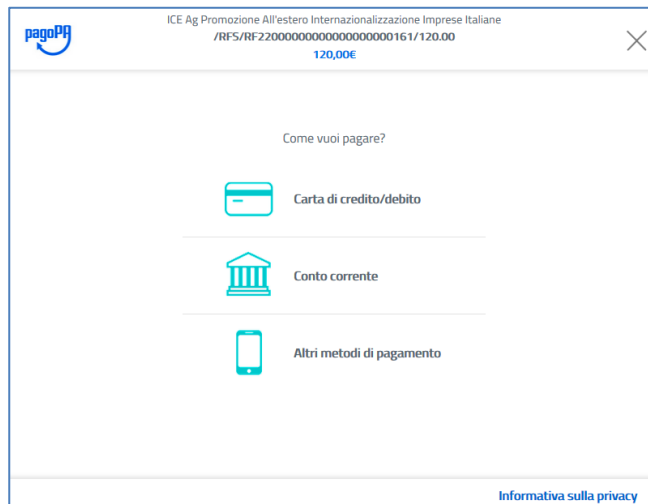 pagoPA
ICE Ag Promozione All'estero Internazionalizzazione Imprese Italiane
/RFS/RF22000000000000000000161/120.00
120,00€
Come vuoi pagare?
Carta di credito/debito
Conto corrente
Altri metodi di pagamento
Informativa sulla privacy